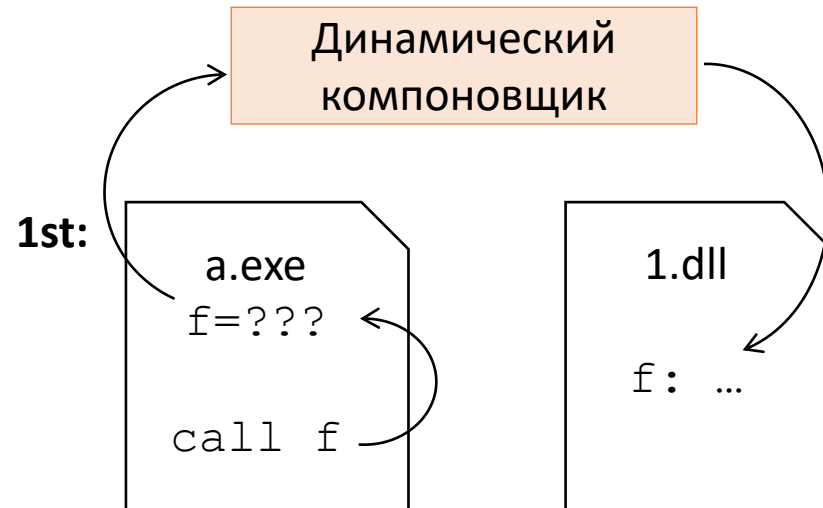 Динамический
компоновщик
1st:
a.exe
f=???
call f
1.dll
f: …